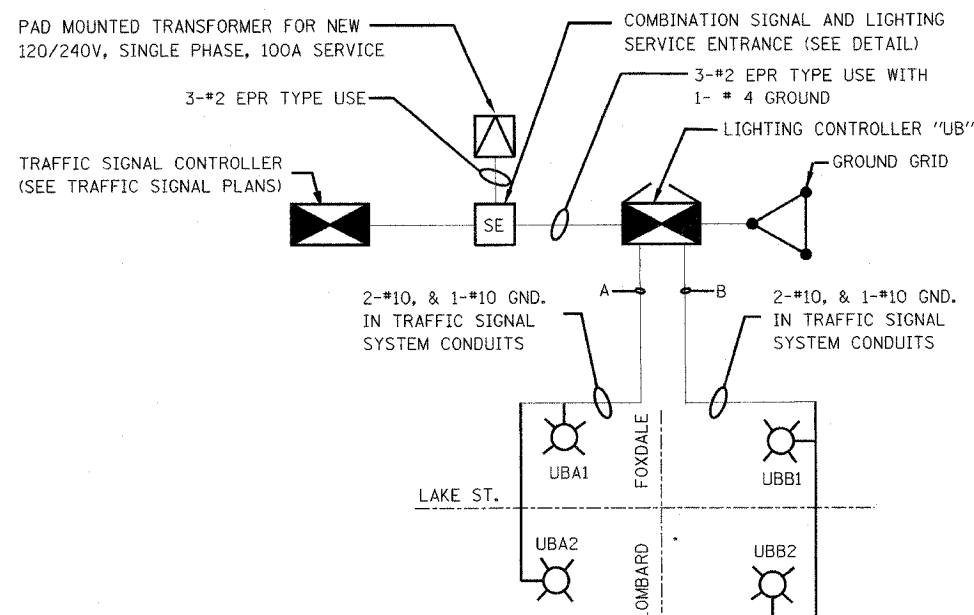 PAD MOUNTED TRANSFORMER FOR NEW
120/240V, SINGLE PHASE, 100A SERVICE
COMBINATION SIGNAL AND LIGHTING
SERVICE ENTRANCE (SEE DETAIL)
3-#2 EPR TYPE USE
3-#2 EPR TYPE USE WITH
1- # 4 GROUND
LIGHTING CONTROLLER "UB"
TRAFFIC SIGNAL CONTROLLER
(SEE TRAFFIC SIGNAL PLANS)
GROUND GRID
SE
A
B
2-#10, & 1-#10 GND.
IN TRAFFIC SIGNAL
SYSTEM CONDUITS
2-#10, & 1-#10 GND.
IN TRAFFIC SIGNAL
SYSTEM CONDUITS
FOXDALE
UBA1
UBB1
LAKE ST.
UBA2
UBB2
OMBARD